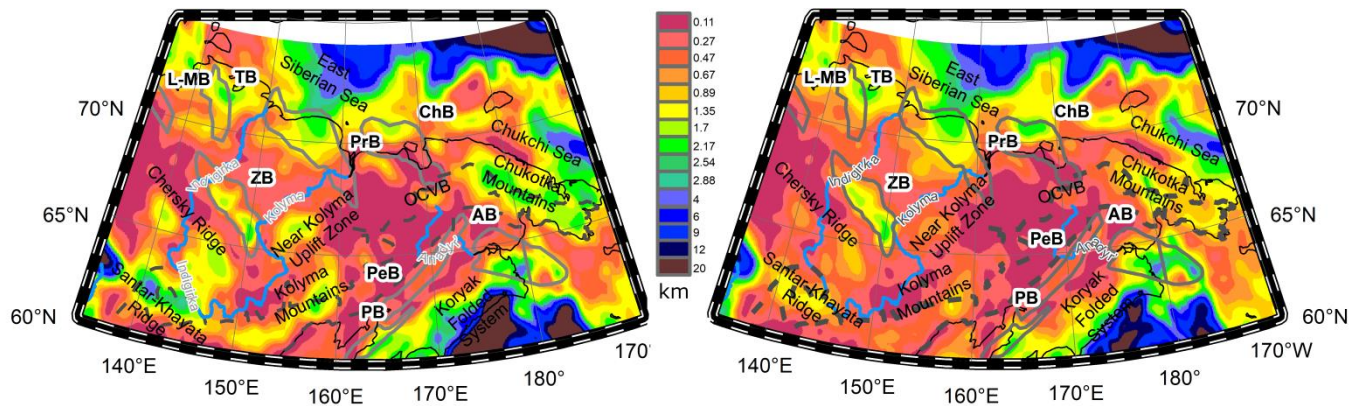 L-MB
TB
East
Siberian Sea
ChB
70°N
PrB
Chukchi Sea
Indigirka
ZB
Chukotka
Mountains
OCVB
Kolyma
Chersky Ridge
65°N
Near Kolyma
Uplift Zone
AB
Anadyr
PeB
Indigirka
Kolyma
Mountains
Santar-Khayata
Ridge
PB
Koryak
Folded
System
60°N
140°E
150°E
160°E
170°E
180°
170°
0.11
0.27
0.47
0.67
0.89
1.35
1.7
2.17
2.54
2.88
4
6
9
12
20
km
L-MB
TB
East
Siberian Sea
ChB
70°N
PrB
Chukchi Sea
Indigirka
ZB
Chukotka
Mountains
OCVB
Kolyma
Chersky Ridge
65°N
Near Kolyma
Uplift Zone
AB
PeB
Anadyr
Kolyma
Mountains
Santar-Khayata
Ridge
PB
Koryak
Folded
System
60°N
140°E
150°E
160°E
170°E
180°
170°W